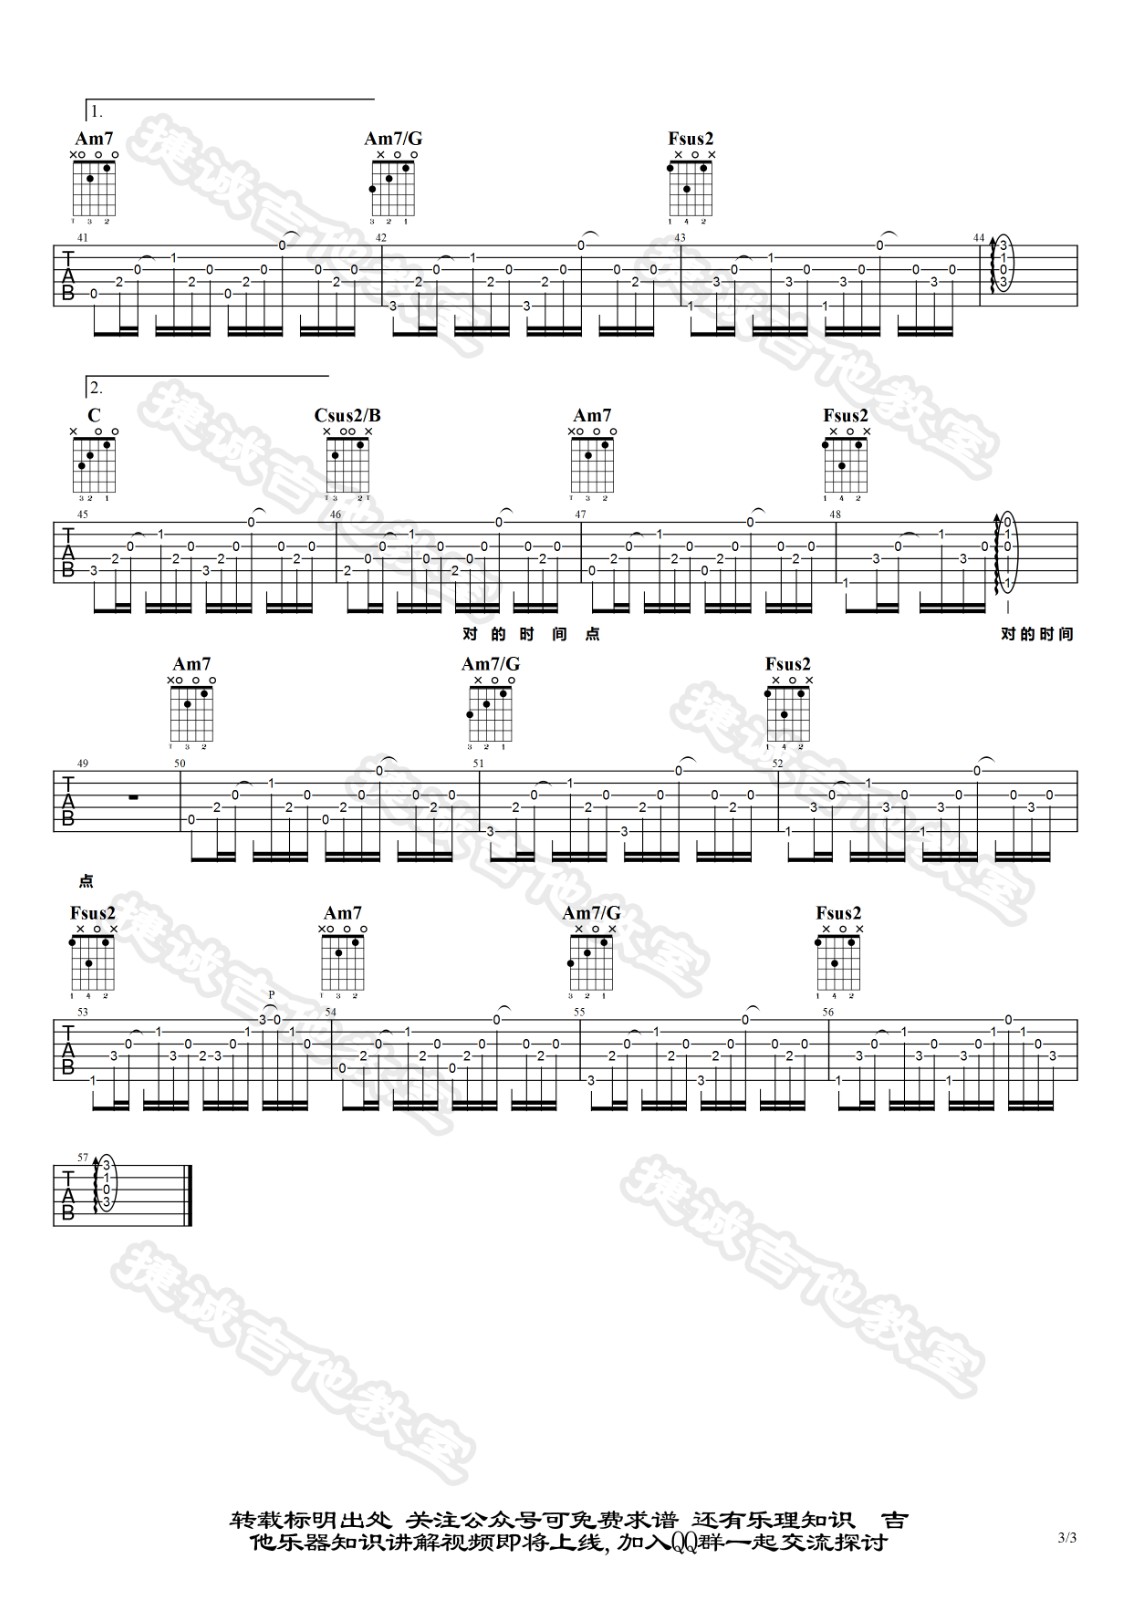 1.
Am7 Am7/G Fsus2
41 42 43 44
2.
C Csus2/B Am7 Fsus2
45 46 47 48
对的时间点 对的时间
Am7 Am7/G Fsus2
49 50 51 52
点
Fsus2 Am7 Am7/G Fsus2
P
53 54 55 56
57
TAB
捷诚吉他教室
转载标明出处 关注公众号可免费求谱 还有乐理知识 吉
他乐器知识讲解视频即将上线,加入QQ群一起交流探讨
3/3